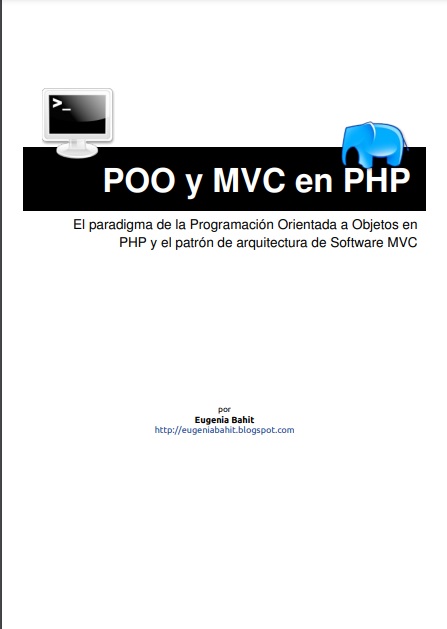 >_
POO y MVC en PHP
El paradigma de la Programación Orientada a Objetos en
PHP y el patrón de arquitectura de Software MVC
por
Eugenia Bahit
http://eugeniabahit.blogspot.com